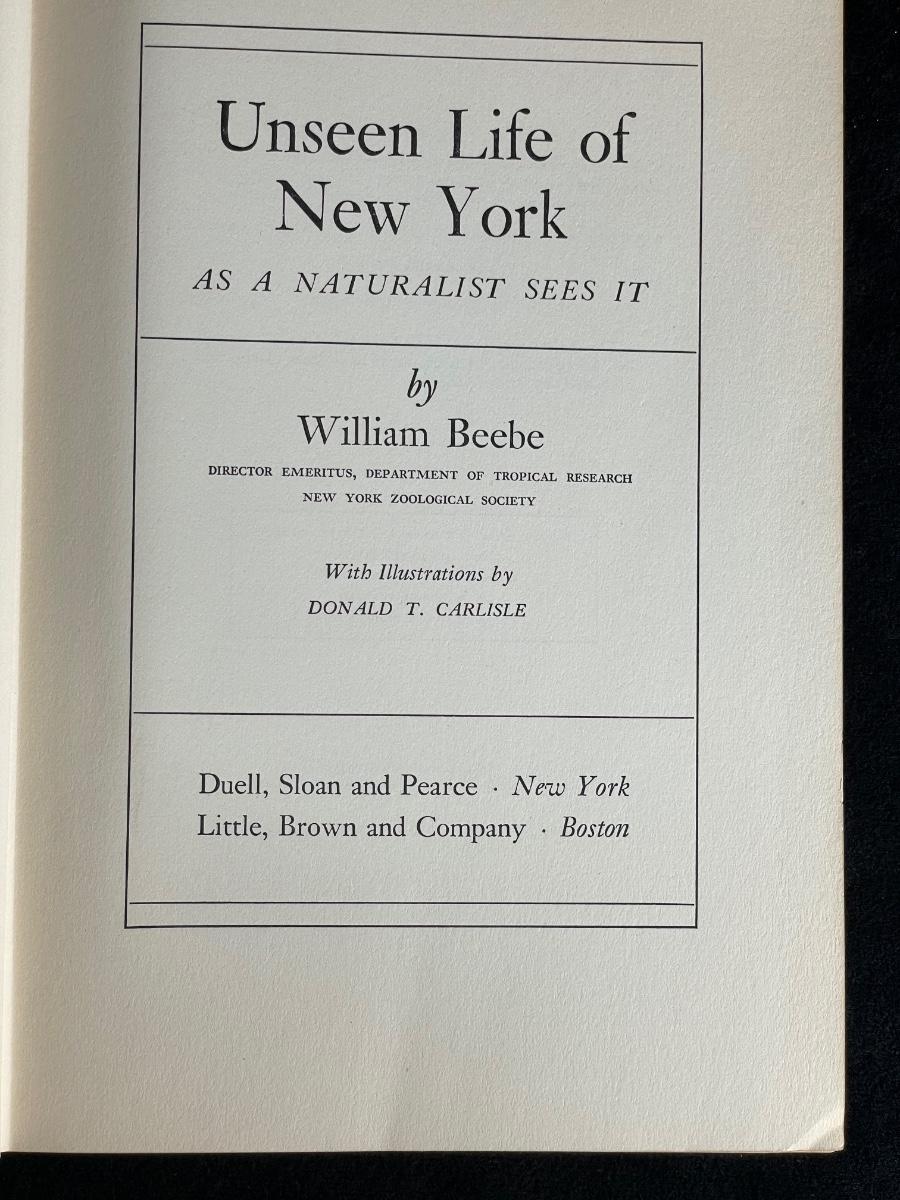 Unseen Life of
New York
AS A NATURALIST SEES IT
by
William Beebe
DIRECTOR EMERITUS, DEPARTMENT OF TROPICAL RESEARCH
NEW YORK ZOOLOGICAL SOCIETY
With Illustrations by
DONALD T. CARLISLE
Duell, Sloan and Pearce · New York
Little, Brown and Company · Boston